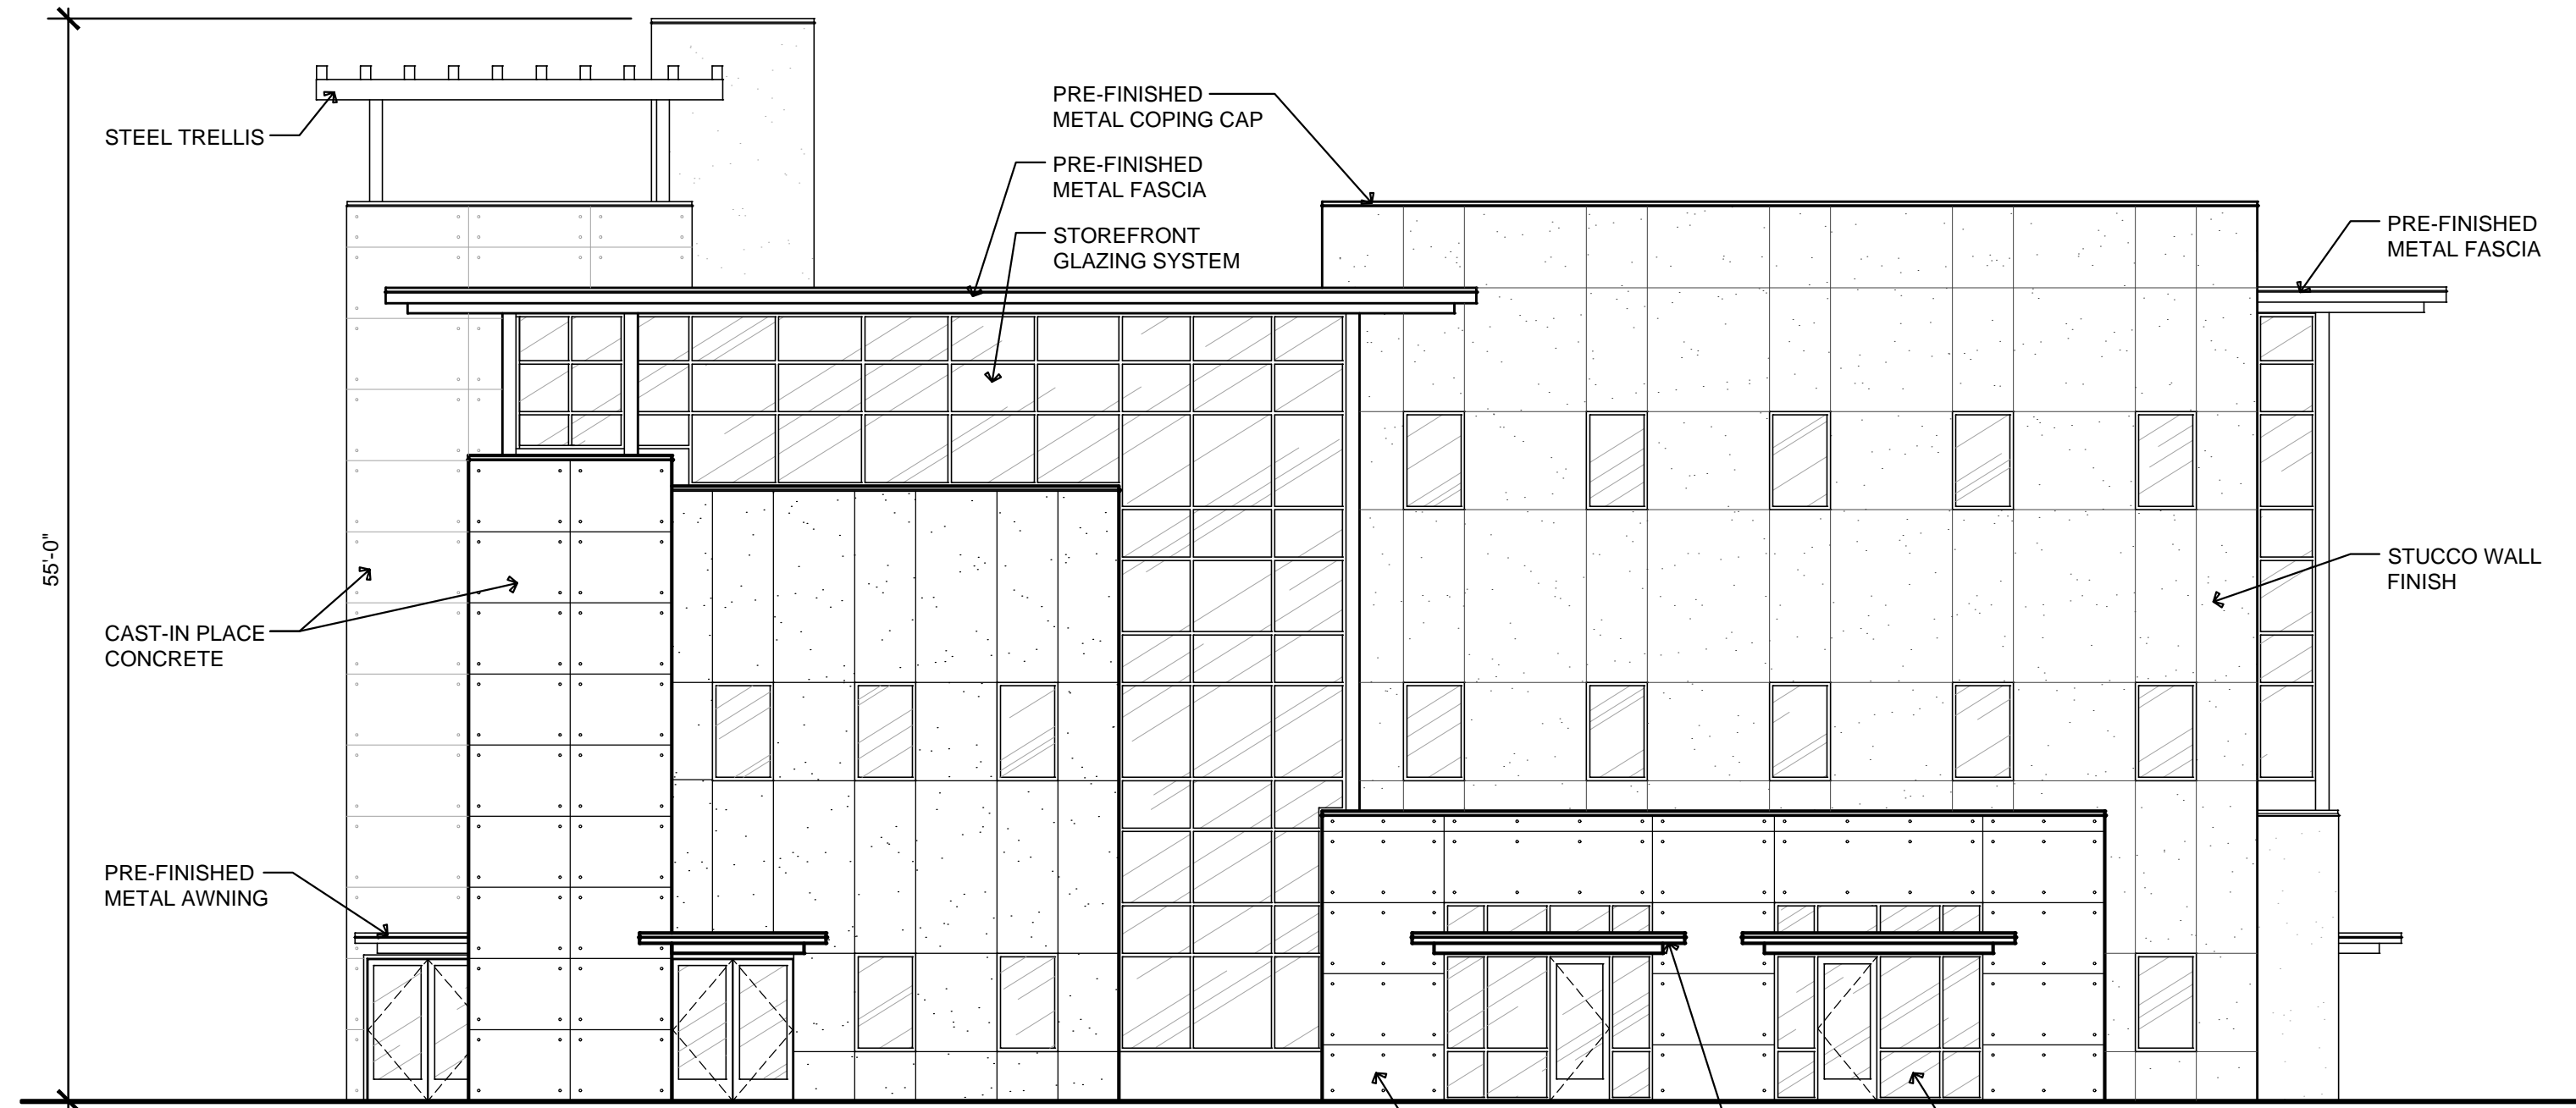 PRE-FINISHED
METAL COPING CAP
STEEL TRELLIS
PRE-FINISHED
METAL FASCIA
STOREFRONT
GLAZING SYSTEM
PRE-FINISHED
METAL FASCIA
55'-0"
STUCCO WALL
FINISH
CAST-IN PLACE
CONCRETE
PRE-FINISHED
METAL AWNING